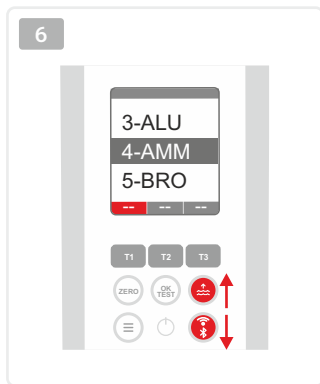 6
3-ALU
4-AMM
5-BRO
-- -- --
T1 T2 T3
ZERO OK TEST